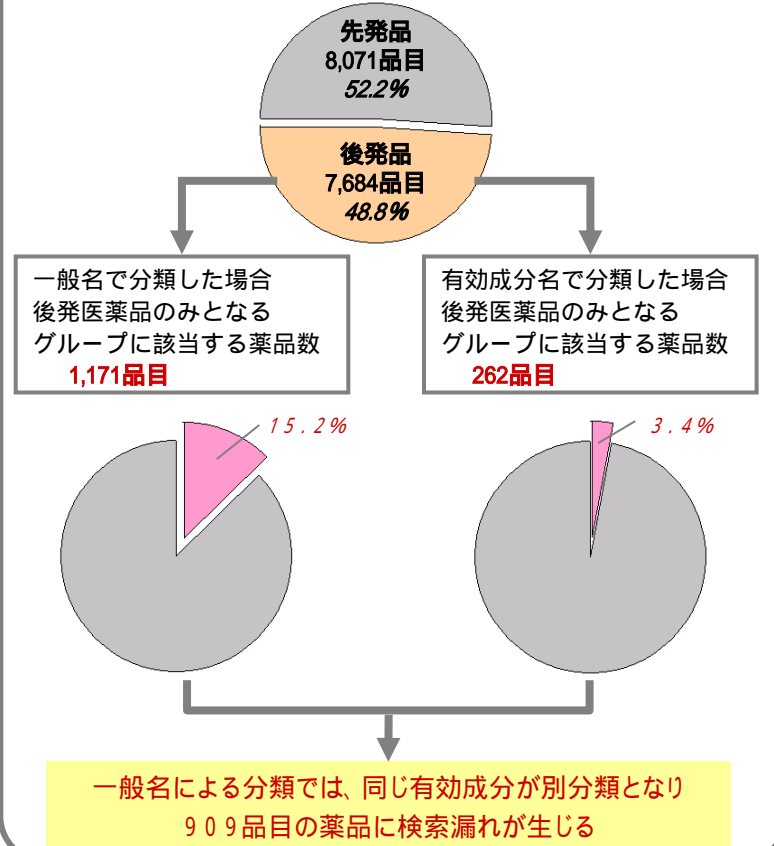 先発品
8,071品目
52.2%
後発品
7,684品目
48.8%
一般名で分類した場合
後発医薬品のみとなる
グループに該当する薬品数
1,171品目
有効成分名で分類した場合
後発医薬品のみとなる
グループに該当する薬品数
262品目
15.2%
3.4%
一般名による分類では、同じ有効成分が別分類となり
909品目の薬品に検索漏れが生じる